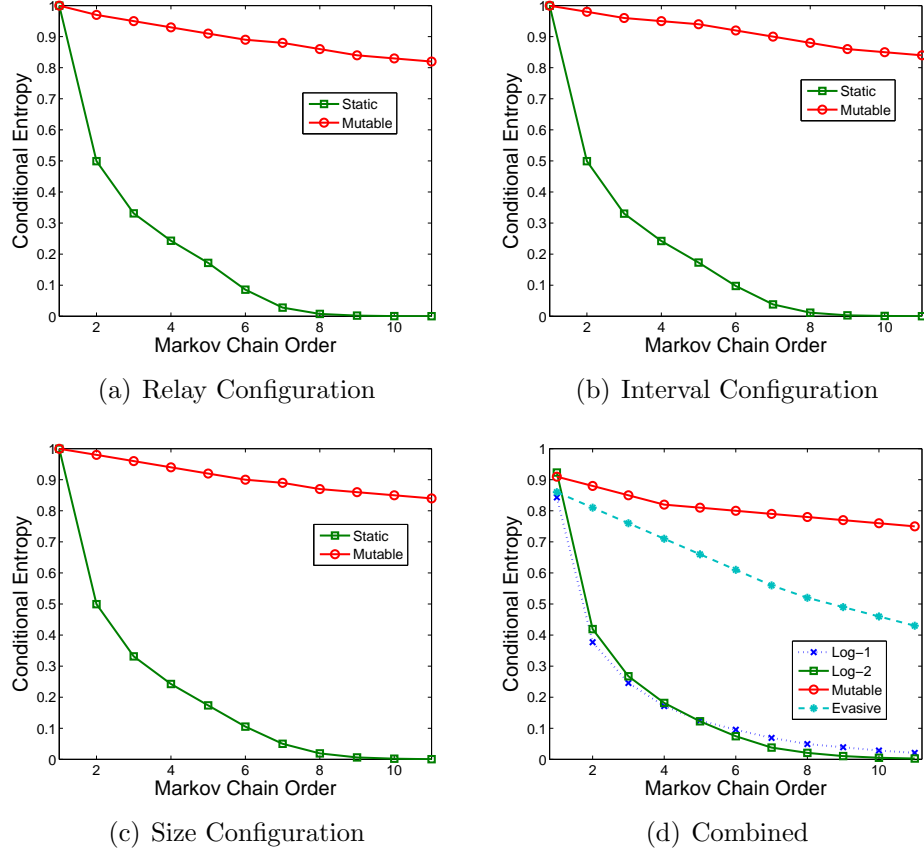 1
0.9
0.8
0.7
0.6
0.5
0.4
0.3
0.2
0.1
0
2 4 6 8 10
Conditional Entropy
Markov Chain Order
Static
Mutable
(a) Relay Configuration
1
0.9
0.8
0.7
0.6
0.5
0.4
0.3
0.2
0.1
0
2 4 6 8 10
Conditional Entropy
Markov Chain Order
Static
Mutable
(b) Interval Configuration
1
0.9
0.8
0.7
0.6
0.5
0.4
0.3
0.2
0.1
0
2 4 6 8 10
Conditional Entropy
Markov Chain Order
Static
Mutable
(c) Size Configuration
1
0.9
0.8
0.7
0.6
0.5
0.4
0.3
0.2
0.1
0
2 4 6 8 10
Conditional Entropy
Markov Chain Order
Log-1
Log-2
Mutable
Evasive
(d) Combined